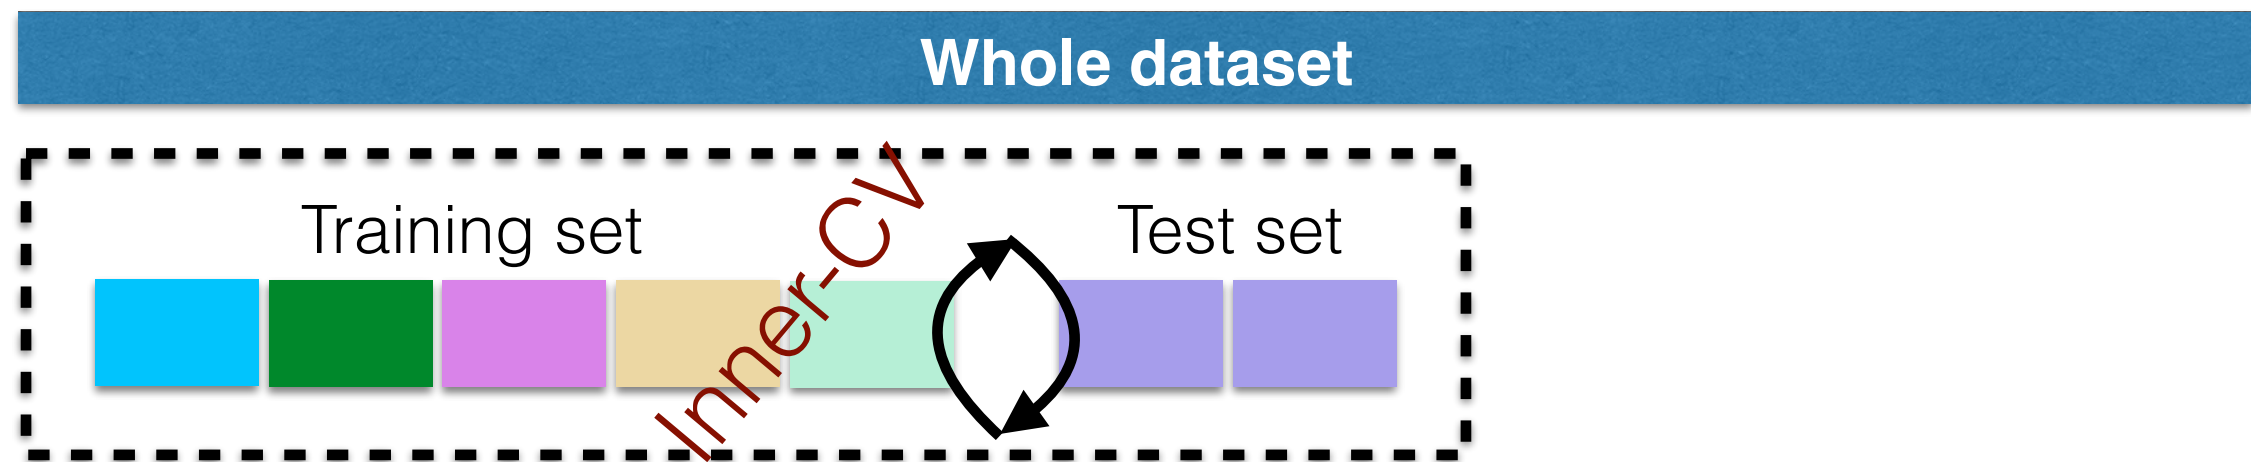 Whole dataset
Training set
Test set
Inner-CV